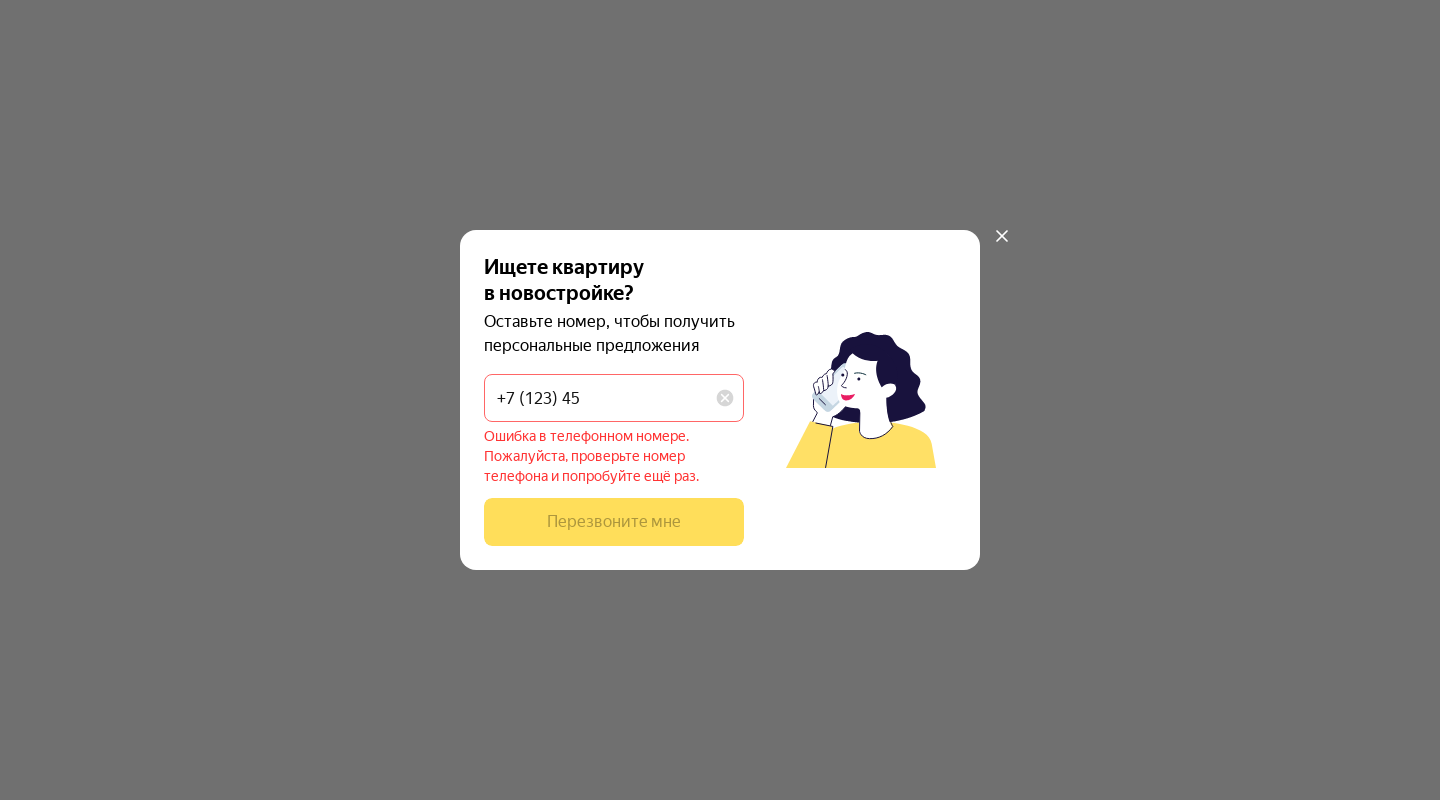 Ищете квартиру
в новостройке?
Оставьте номер, чтобы получить
персональные предложения
+7 (123) 45
Ошибка в телефонном номере.
Пожалуйста, проверьте номер
телефона и попробуйте ещё раз.
Перезвоните мне